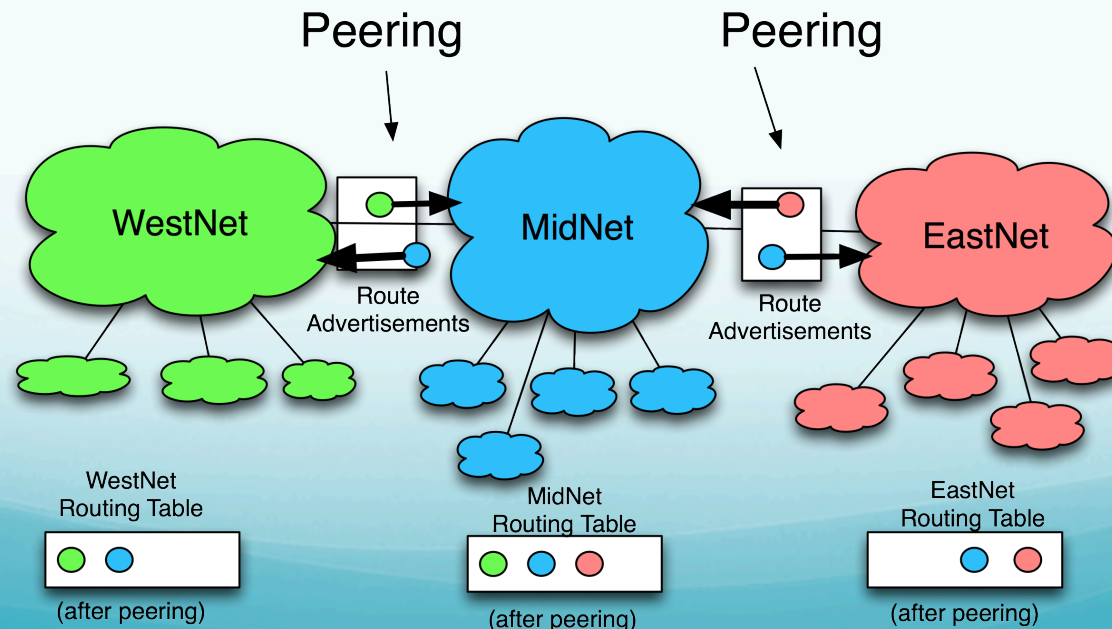 Peering
Peering
WestNet
MidNet
EastNet
Route
Advertisements
Route
Advertisements
WestNet
Routing Table
(after peering)
MidNet
Routing Table
(after peering)
EastNet
Routing Table
(after peering)